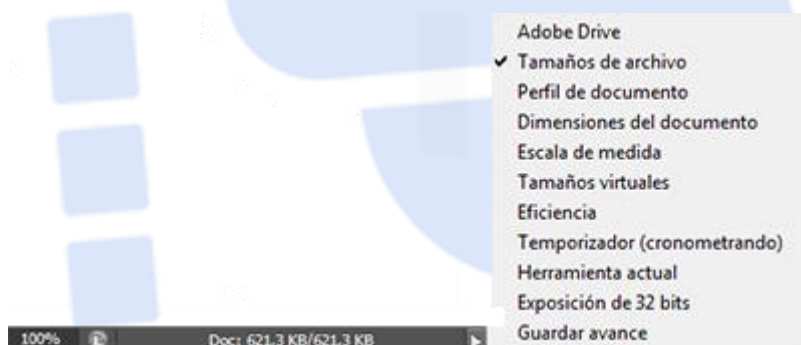 Adobe Drive
Tamaños de archivo
Perfil de documento
Dimensiones del documento
Escala de medida
Tamaños virtuales
Eficiencia
Temporizador (cronometrando)
Herramienta actual
Exposición de 32 bits
Guardar avance
100% Doc: 621,3 KB/621,3 KB